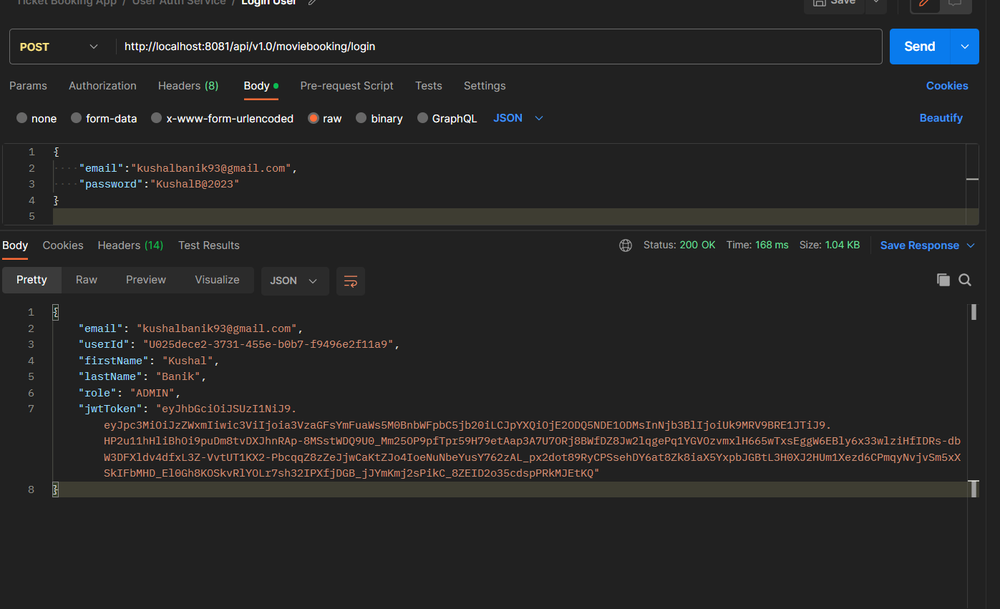 Ticket Booking App / User Auth Service / Login User
Save
POST
http://localhost:8081/api/v1.0/moviebooking/login
Send
Params Authorization Headers (8) Body Pre-request Script Tests Settings Cookies
none form-data x-www-form-urlencoded raw binary GraphQL JSON Beautify
1 {
2 ····"email":"kushalbanik93@gmail.com",
3 ····"password":"KushalB@2023"
4 }
5
Body Cookies Headers (14) Test Results Status: 200 OK Time: 168 ms Size: 1.04 KB Save Response
Pretty Raw Preview Visualize JSON
1 {
2 "email": "kushalbanik93@gmail.com",
3 "userId": "U025dece2-3731-455e-b0b7-f9496e2f11a9",
4 "firstName": "Kushal",
5 "lastName": "Banik",
6 "role": "ADMIN",
7 "jwtToken": "eyJhbGciOiJSUzI1NiJ9.
eyJpc3MiOiJzZWxmIiwic3ViIjoia3VzaGFsYmFuaWs5M0BnbWFpbC5jb20iLCJpYXQiOjE2ODQ5NDE1ODMsInNjb3BlIjoiUk9MRV9BRE1JTiJ9.
HP2u11hHliBhOi9puDm8tvDXJhnRAp-8MSstWDQ9U0_Mm25OP9pfTpr59H79etAap3A7U7ORj8BWfDZ8Jw2lqgePq1YGVOzvmxlH665wTxsEggW6EBly6x33wlziHfIDRs-db
W3DFXldv4dfxL3Z-VvtUT1KX2-PbcqqZ8zZeJjwCaKtZJo4IoeNuNbeYusY762zAL_px2dot89RyCPSsehDY6at8Zk8iaX5YxpbJGBtL3H0XJ2HUm1Xezd6CPmqyNvjvSm5xX
SkIFbMHD_El0Gh8KOSkvRlYOLr7sh32IPXfjDGB_jJYmKmj2sPikC_8ZEID2o35cdspPRkMJEtKQ"
8 }